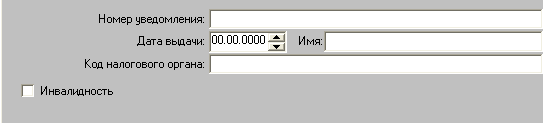 Номер уведомления:
Дата выдачи: 00.00.0000 Имя:
Код налогового органа:
Инвалидность